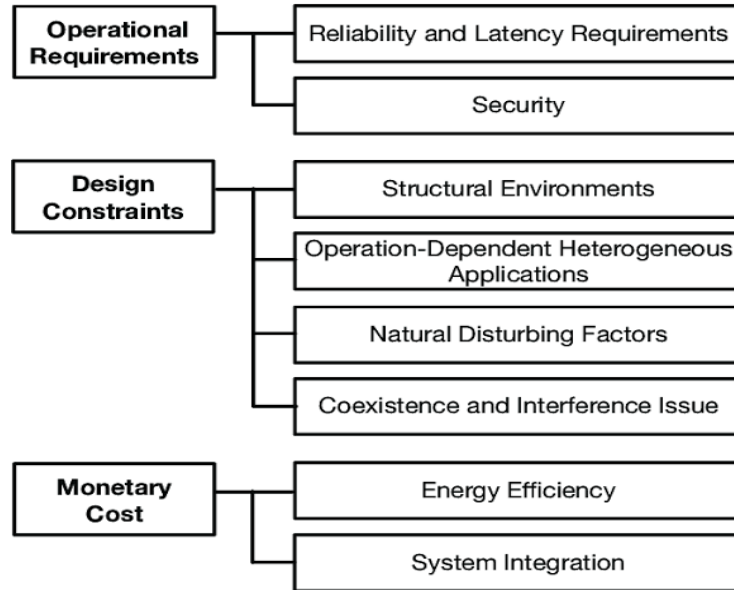 Operational
Requirements
Reliability and Latency Requirements
Security
Design
Constraints
Structural Environments
Operation-Dependent Heterogeneous
Applications
Natural Disturbing Factors
Coexistence and Interference Issue
Monetary
Cost
Energy Efficiency
System Integration